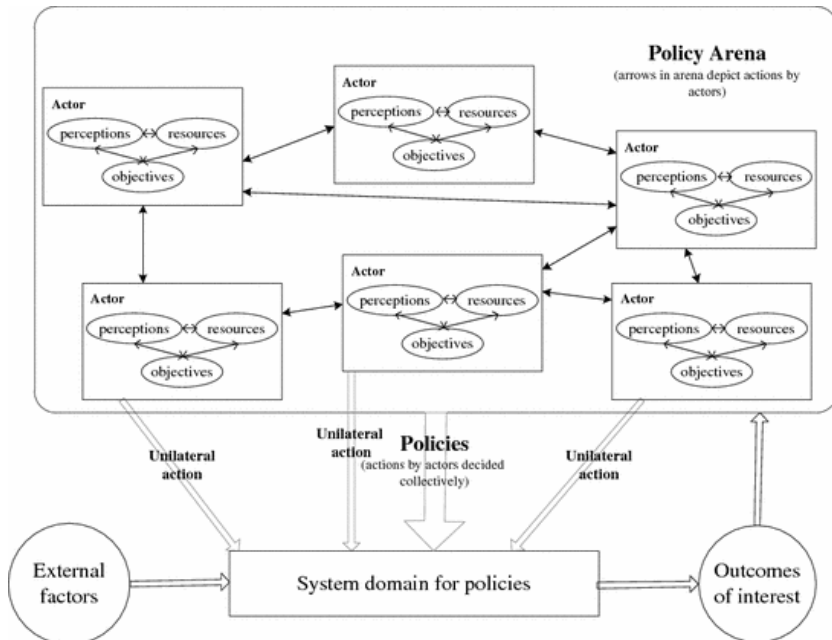 Policy Arena
(arrows in arena depict actions by
actors)
Actor
perceptions
resources
objectives
Actor
perceptions
resources
objectives
Actor
perceptions
resources
objectives
Actor
perceptions
resources
objectives
Actor
perceptions
resources
objectives
Actor
perceptions
resources
objectives
Unilateral
action
Unilateral
action
Policies
(actions by actors decided
collectively)
Unilateral
action
External
factors
System domain for policies
Outcomes
of interest